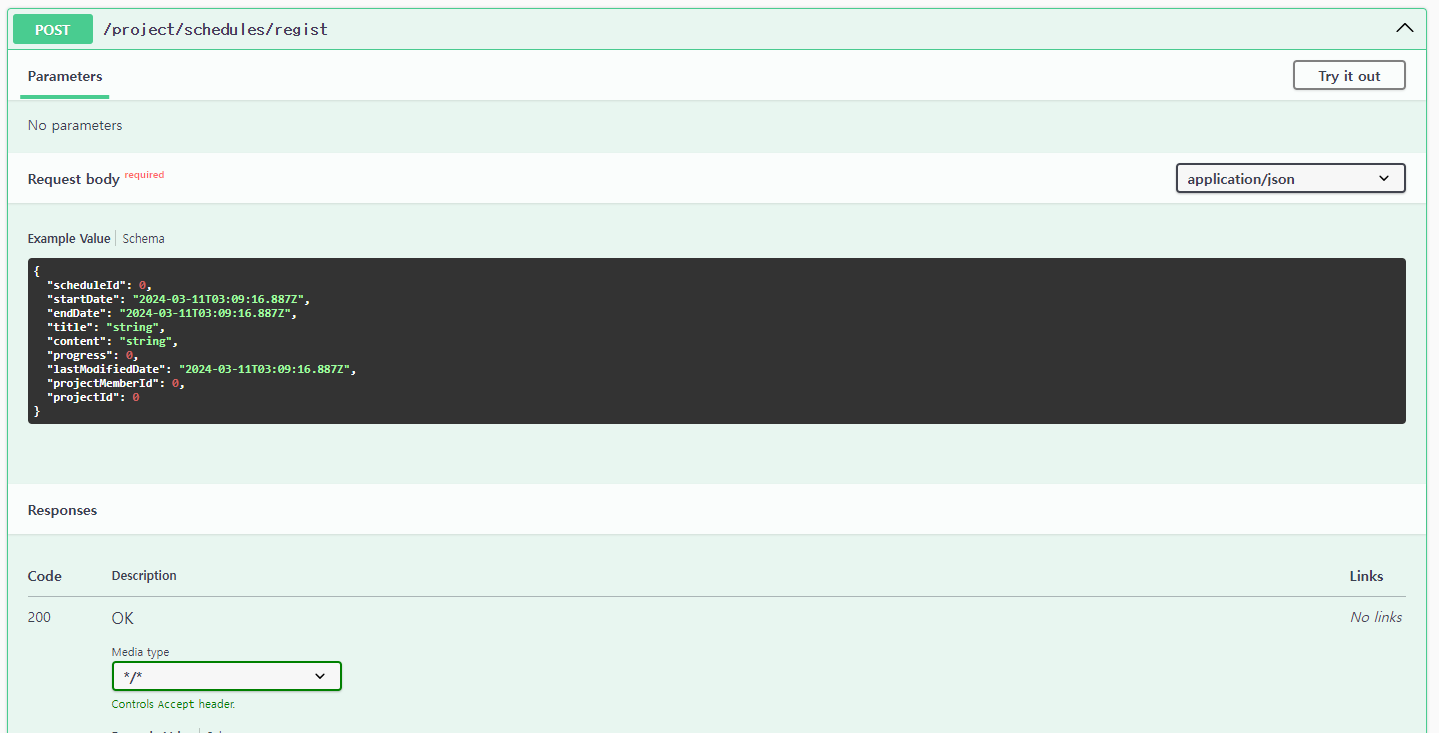 POST /project/schedules/regist
Parameters Try it out
No parameters
Request body required application/json
Example Value Schema
{
"scheduleId": 0,
"startDate": "2024-03-11T03:09:16.887Z",
"endDate": "2024-03-11T03:09:16.887Z",
"title": "string",
"content": "string",
"progress": 0,
"lastModifiedDate": "2024-03-11T03:09:16.887Z",
"projectMemberId": 0,
"projectId": 0
}
Responses
Code Description Links
200 OK No links
Media type
*/*
Controls Accept header.